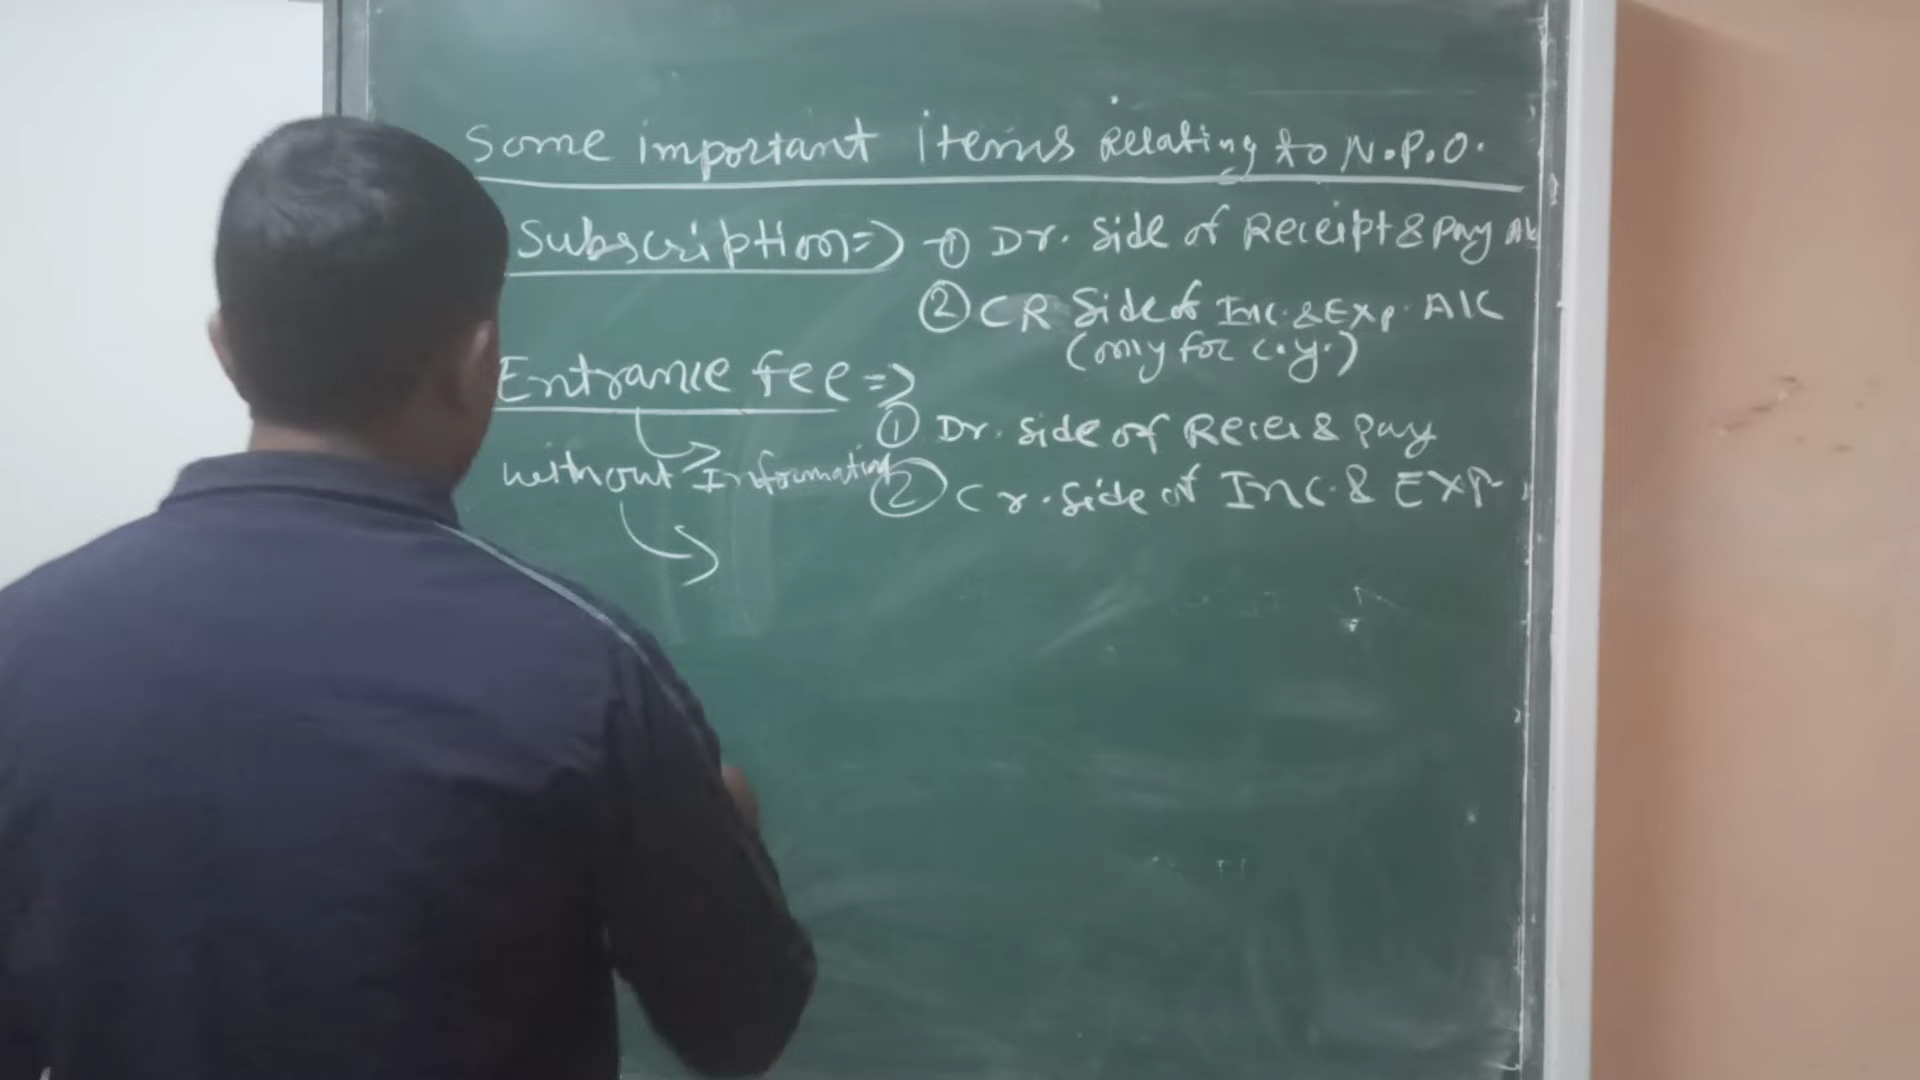 Some important items Relating to N.P.O.
Subscription => ① Dr. Side of Receipt & Pay A/c
② CR Side of Inc. & Exp. A/C
(only for c.y.)
Entrance fee =>
① Dr. Side of Recei & Pay
without Information
② Cr. Side of Inc. & EXP